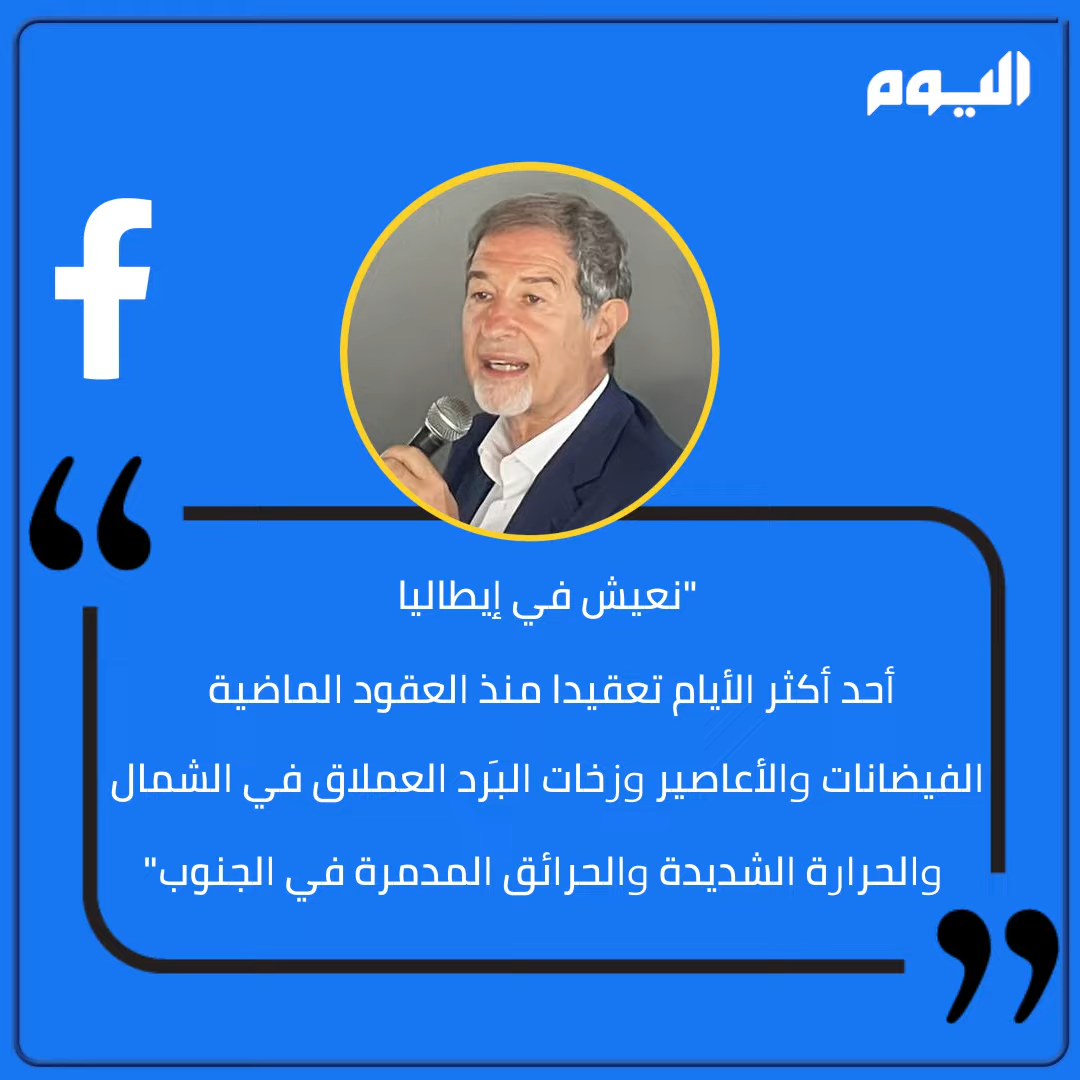 اليوم
"نعيش في إيطاليا
أحد أكثر الأيام تعقيدا منذ العقود الماضية
الفيضانات والأعاصير وزخات البَرَد العملاق في الشمال
والحرارة الشديدة والحرائق المدمرة في الجنوب"